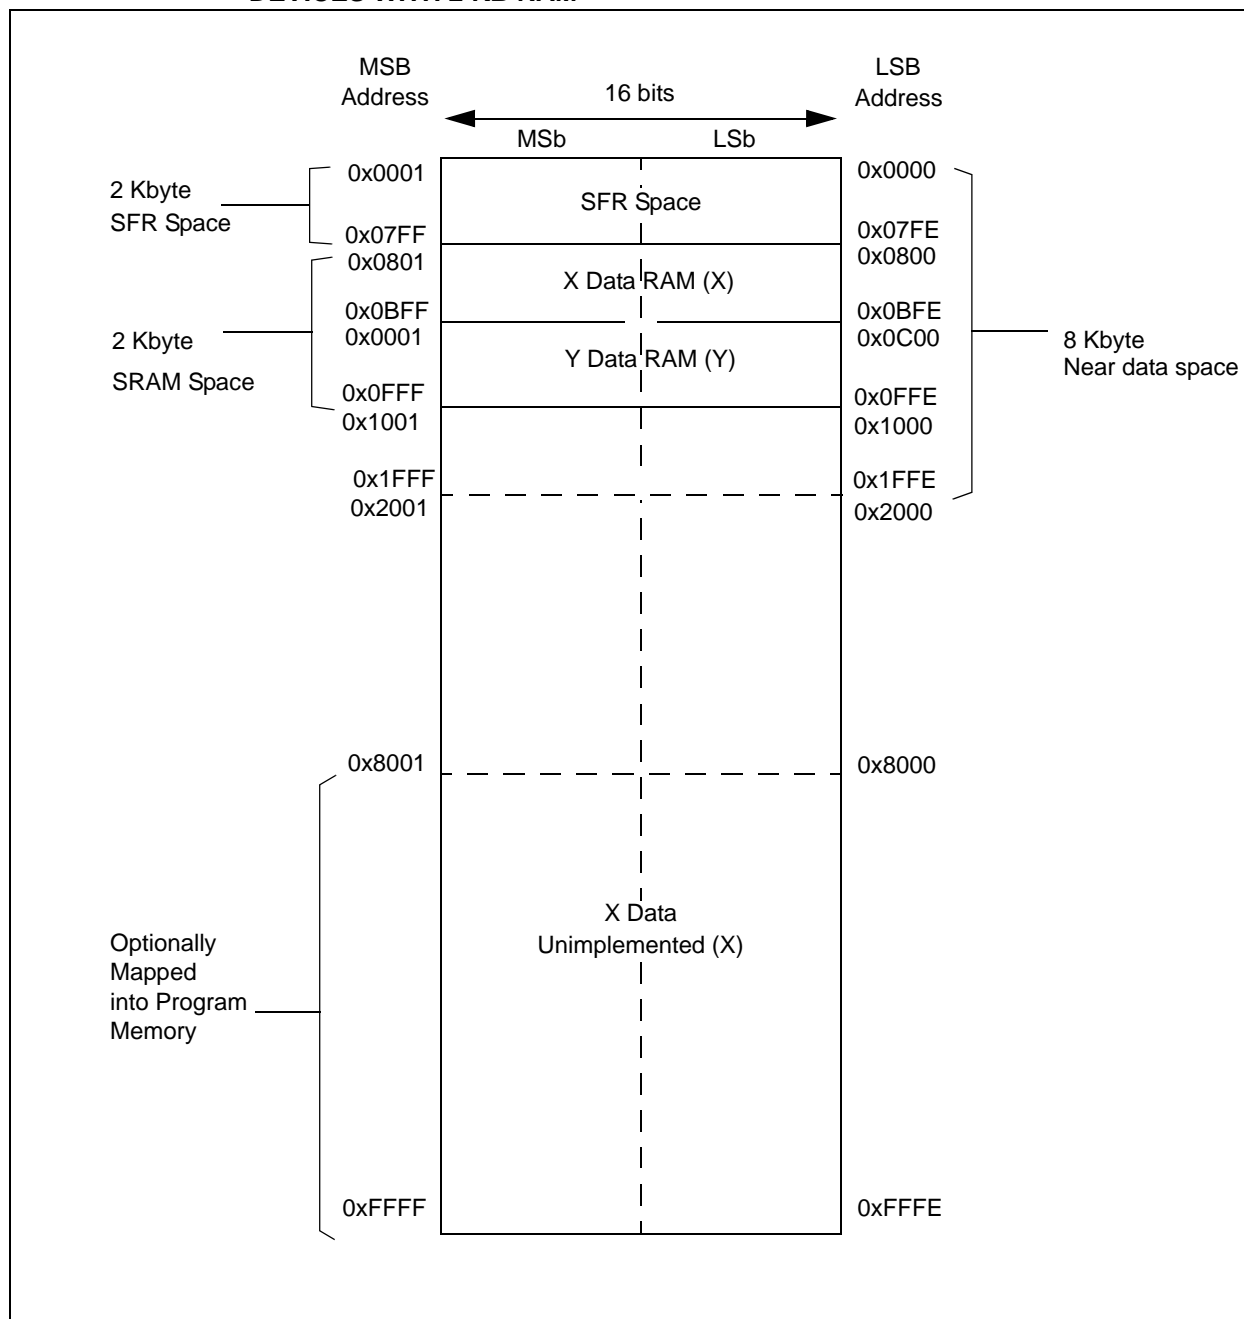 MSB
Address
16 bits
LSB
Address
MSb
LSb
2 Kbyte
SFR Space
0x0001
0x07FF
SFR Space
0x0000
0x07FE
2 Kbyte
SRAM Space
0x0801
0x0BFF
X Data RAM (X)
0x0800
0x0BFE
0x0001
0x0FFF
Y Data RAM (Y)
0x0C00
0x0FFE
8 Kbyte
Near data space
0x1001
0x1FFF
0x1000
0x1FFE
0x2001
0x2000
0x8001
0x8000
Optionally
Mapped
into Program
Memory
X Data
Unimplemented (X)
0xFFFF
0xFFFE